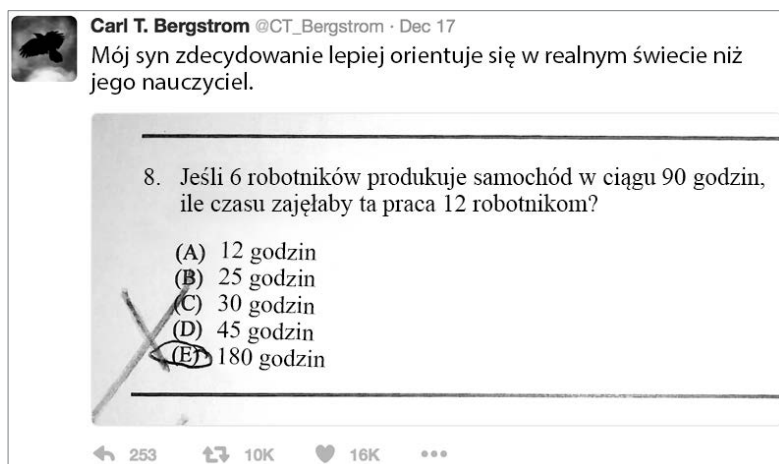 Carl T. Bergstrom @CT_Bergstrom · Dec 17
Mój syn zdecydowanie lepiej orientuje się w realnym świecie niż
jego nauczyciel.
8. Jeśli 6 robotników produkuje samochód w ciągu 90 godzin,
ile czasu zajęłaby ta praca 12 robotnikom?
(A) 12 godzin
(B) 25 godzin
(C) 30 godzin
(D) 45 godzin
(E) 180 godzin
253 10K 16K